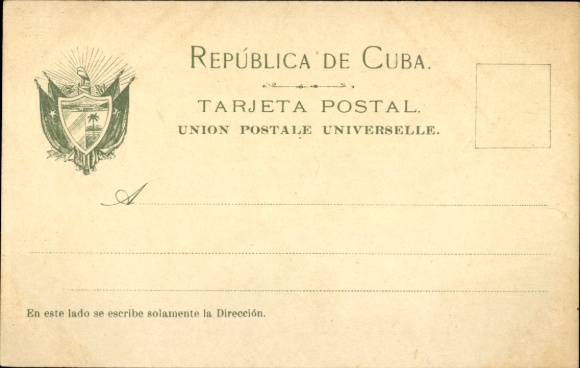 REPÚBLICA DE CUBA.
TARJETA POSTAL.
UNION POSTALE UNIVERSELLE.
A
En este lado se escribe solamente la Dirección.